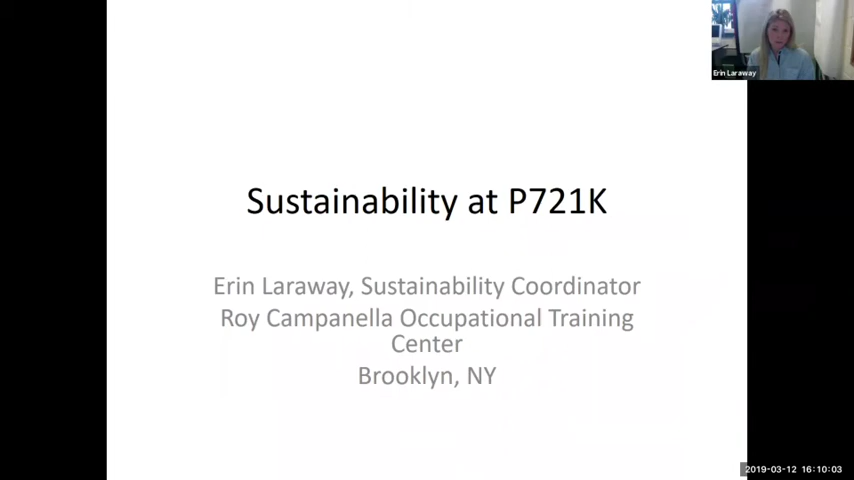 Erin Laraway
Sustainability at P721K
Erin Laraway, Sustainability Coordinator
Roy Campanella Occupational Training
Center
Brooklyn, NY
2019-03-12 16:10:03